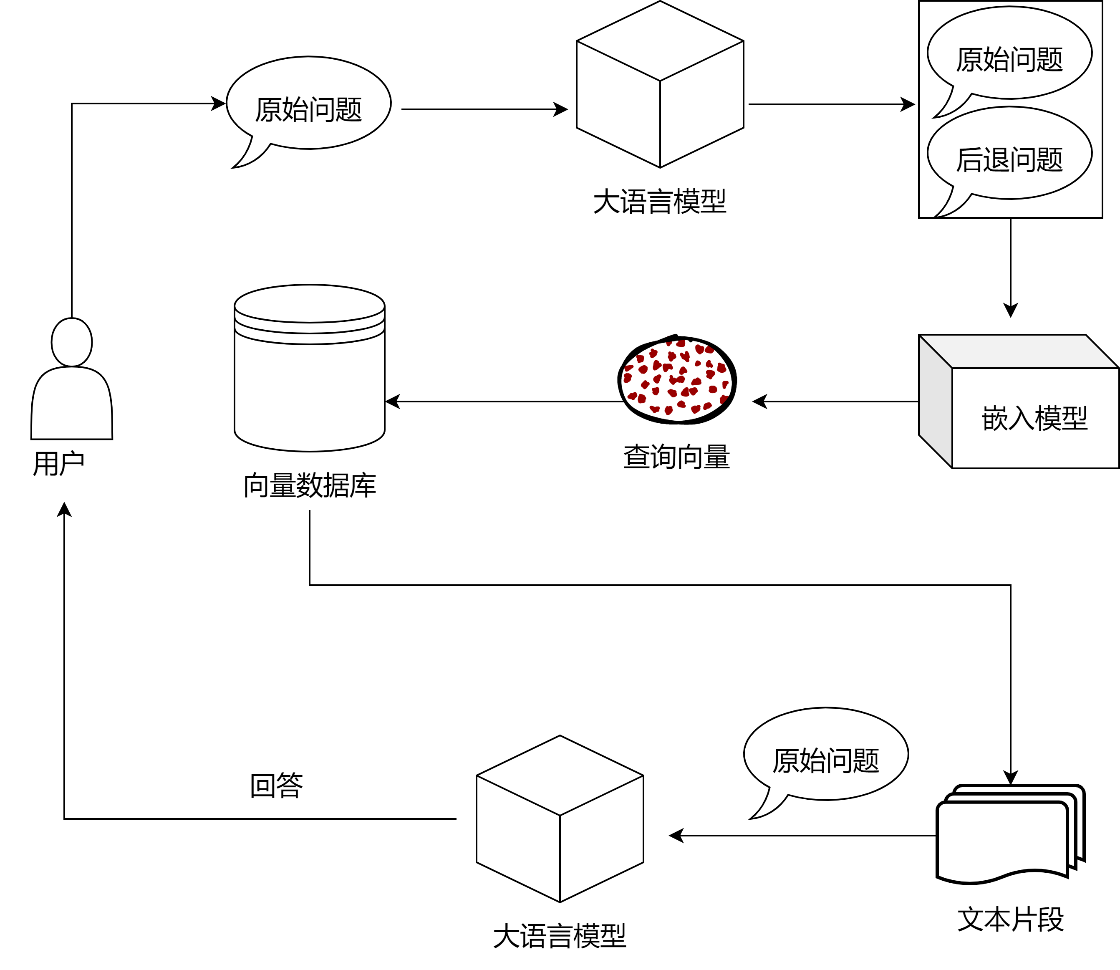 原始问题
原始问题
后退问题
大语言模型
嵌入模型
查询向量
向量数据库
用户
原始问题
回答
文本片段
大语言模型